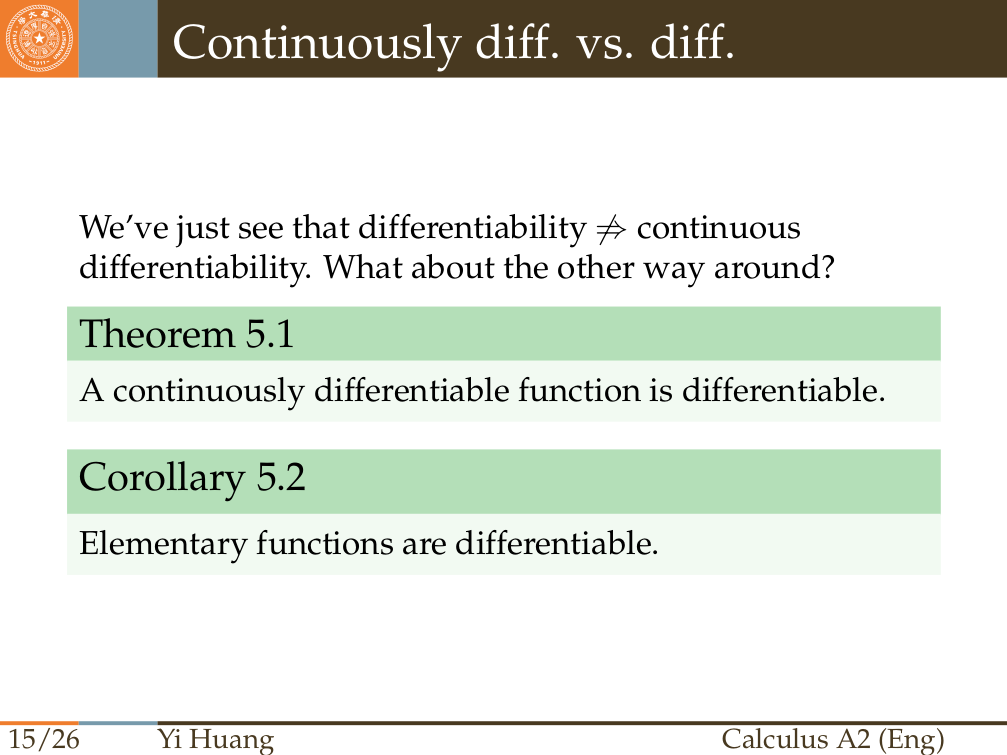 Continuously diff. vs. diff.
We've just see that differentiability ⇏ continuous
differentiability. What about the other way around?
Theorem 5.1
A continuously differentiable function is differentiable.
Corollary 5.2
Elementary functions are differentiable.
15/26 Yi Huang Calculus A2 (Eng)